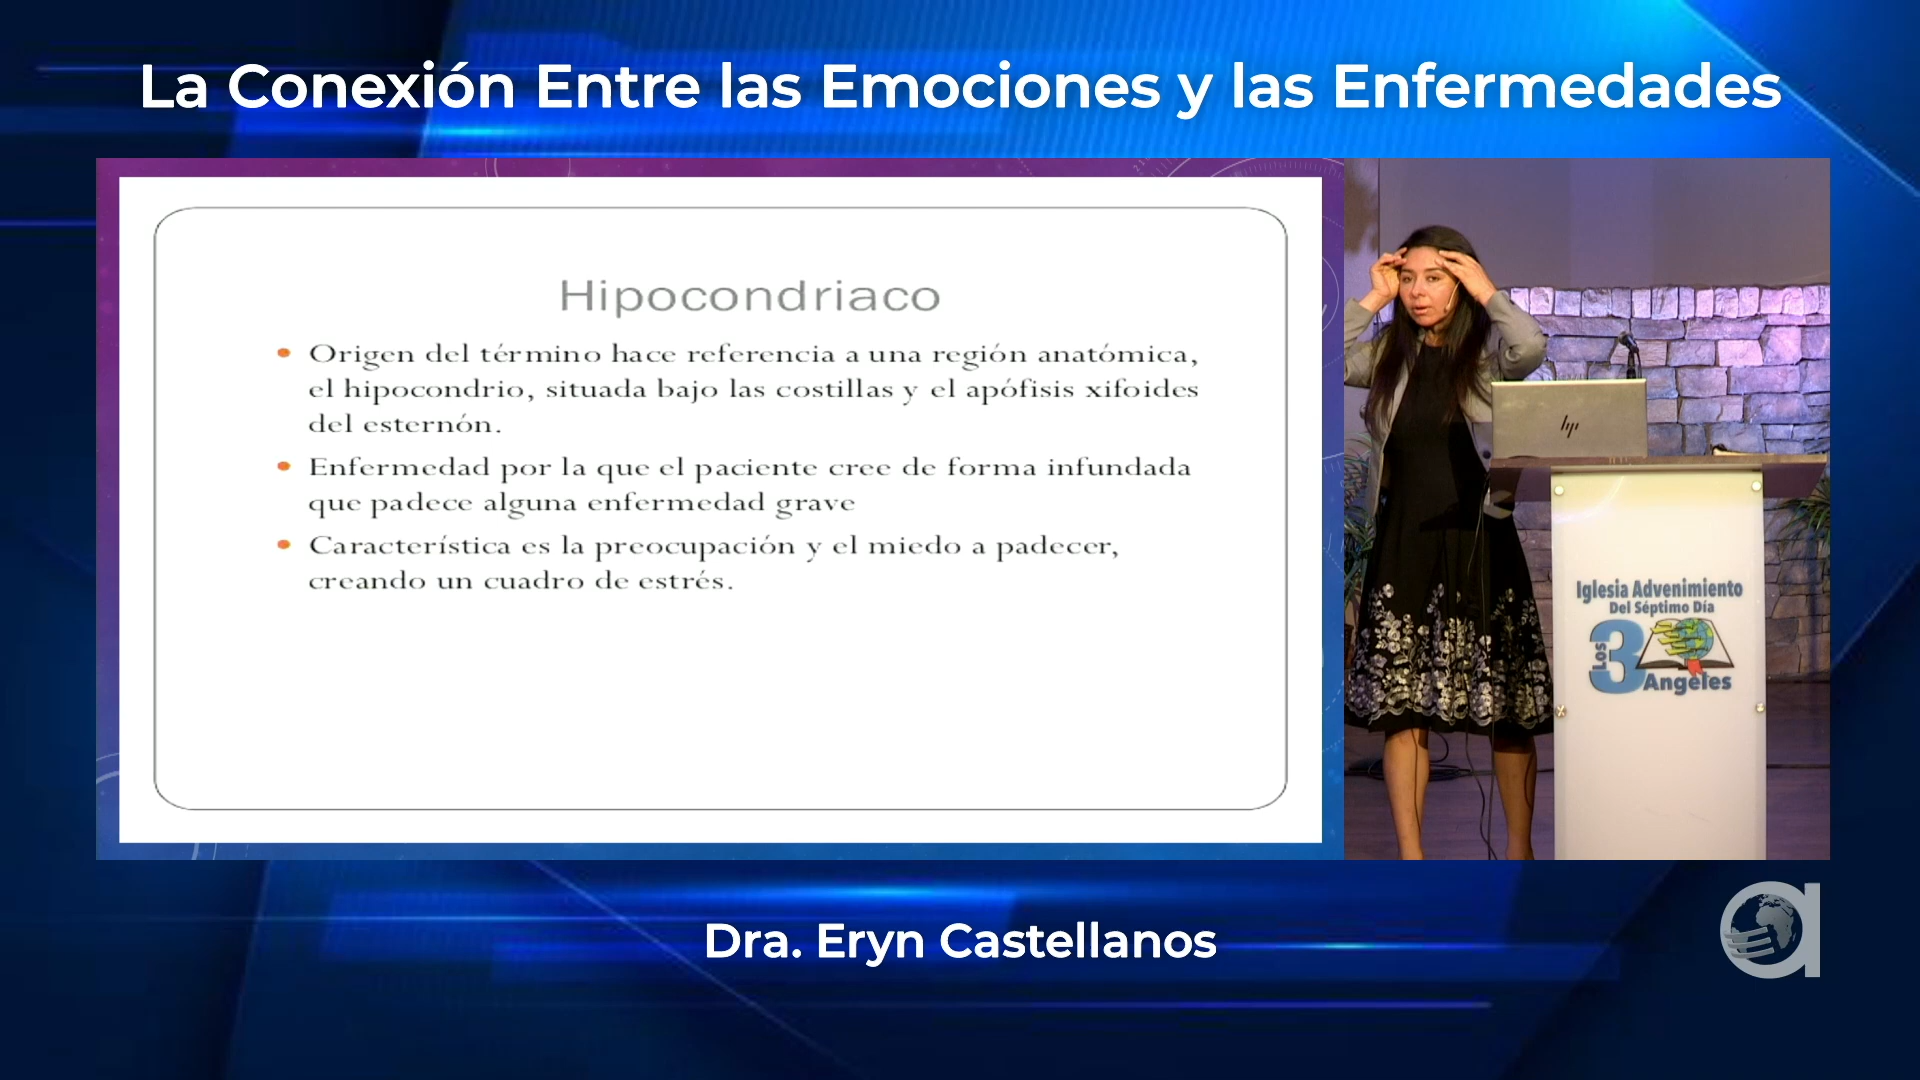 La Conexión Entre las Emociones y las Enfermedades
Hipocondriaco
Origen del término hace referencia a una región anatómica,
el hipocondrio, situada bajo las costillas y el apófisis xifoides
del esternón.
Enfermedad por la que el paciente cree de forma infundada
que padece alguna enfermedad grave
Característica es la preocupación y el miedo a padecer,
creando un cuadro de estrés.
hp
Iglesia Advenimiento
Del Séptimo Día
Los 3
Angeles
Dra. Eryn Castellanos
a